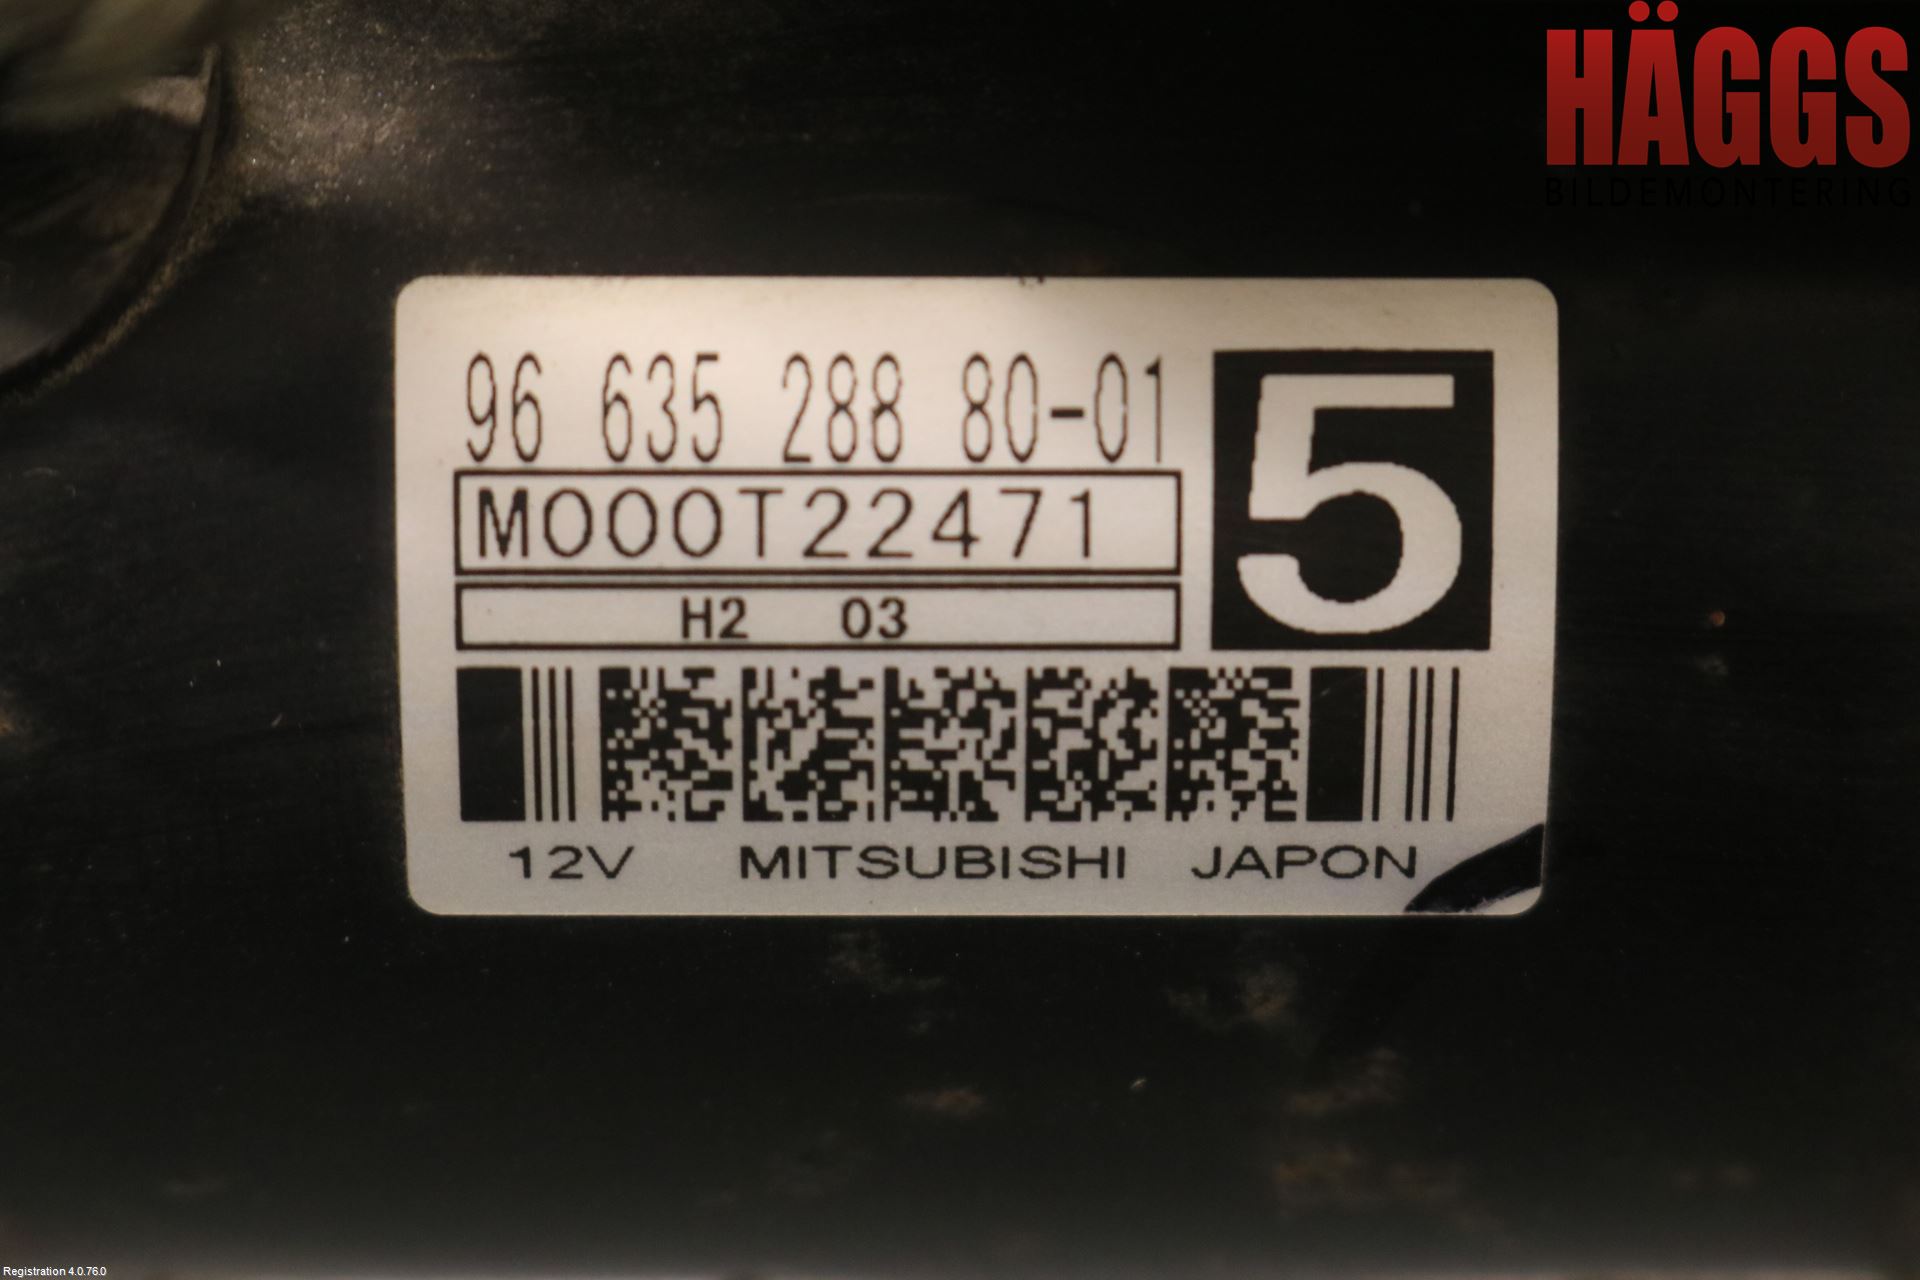 HÄGGS
BILDEMONTERING
96 635 288 80-01
5
M000T22471
H2 03
12V MITSUBISHI JAPON
Registration 4.0.76.0